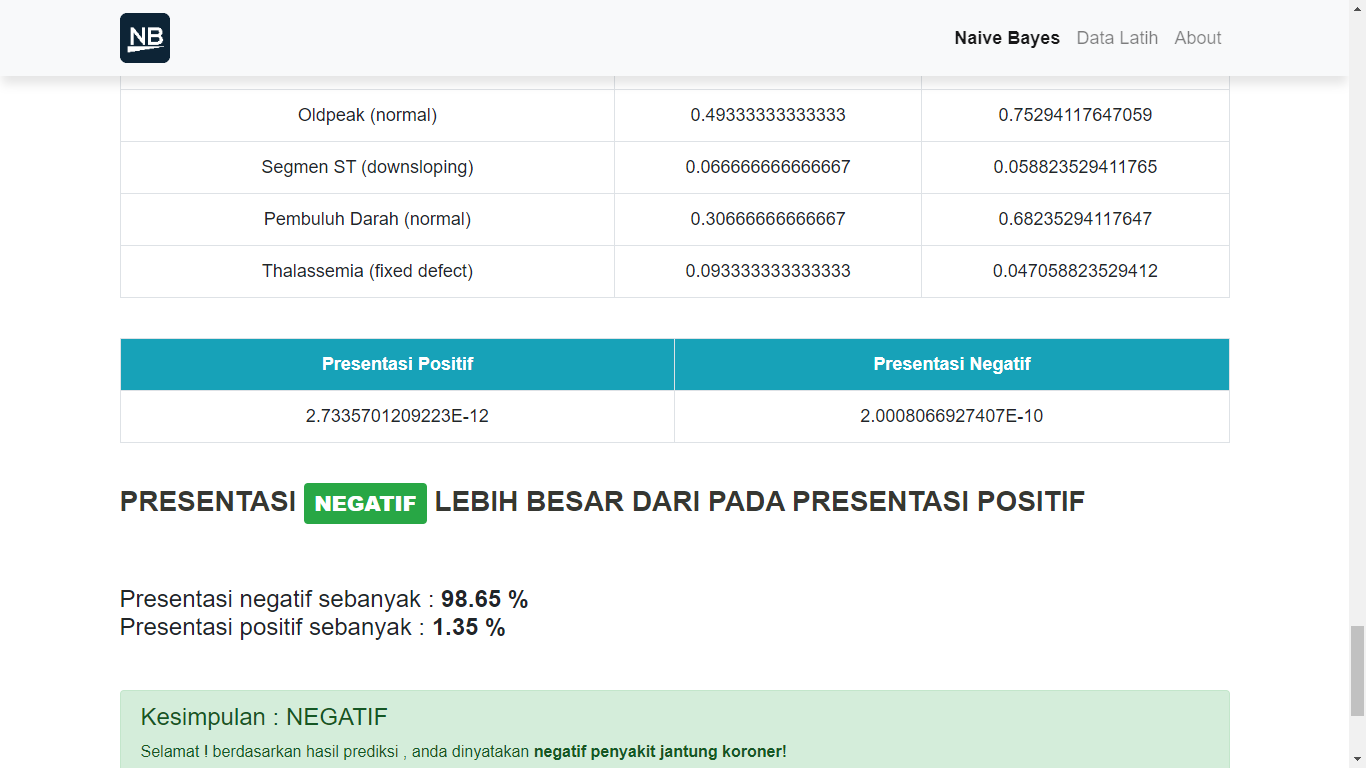 NB
Naive Bayes Data Latih About
Oldpeak (normal) 0.49333333333333 0.75294117647059
Segmen ST (downsloping) 0.066666666666667 0.058823529411765
Pembuluh Darah (normal) 0.30666666666667 0.68235294117647
Thalassemia (fixed defect) 0.093333333333333 0.047058823529412
Presentasi Positif Presentasi Negatif
2.7335701209223E-12 2.0008066927407E-10
PRESENTASI NEGATIF LEBIH BESAR DARI PADA PRESENTASI POSITIF
Presentasi negatif sebanyak : 98.65 %
Presentasi positif sebanyak : 1.35 %
Kesimpulan : NEGATIF
Selamat ! berdasarkan hasil prediksi , anda dinyatakan negatif penyakit jantung koroner!